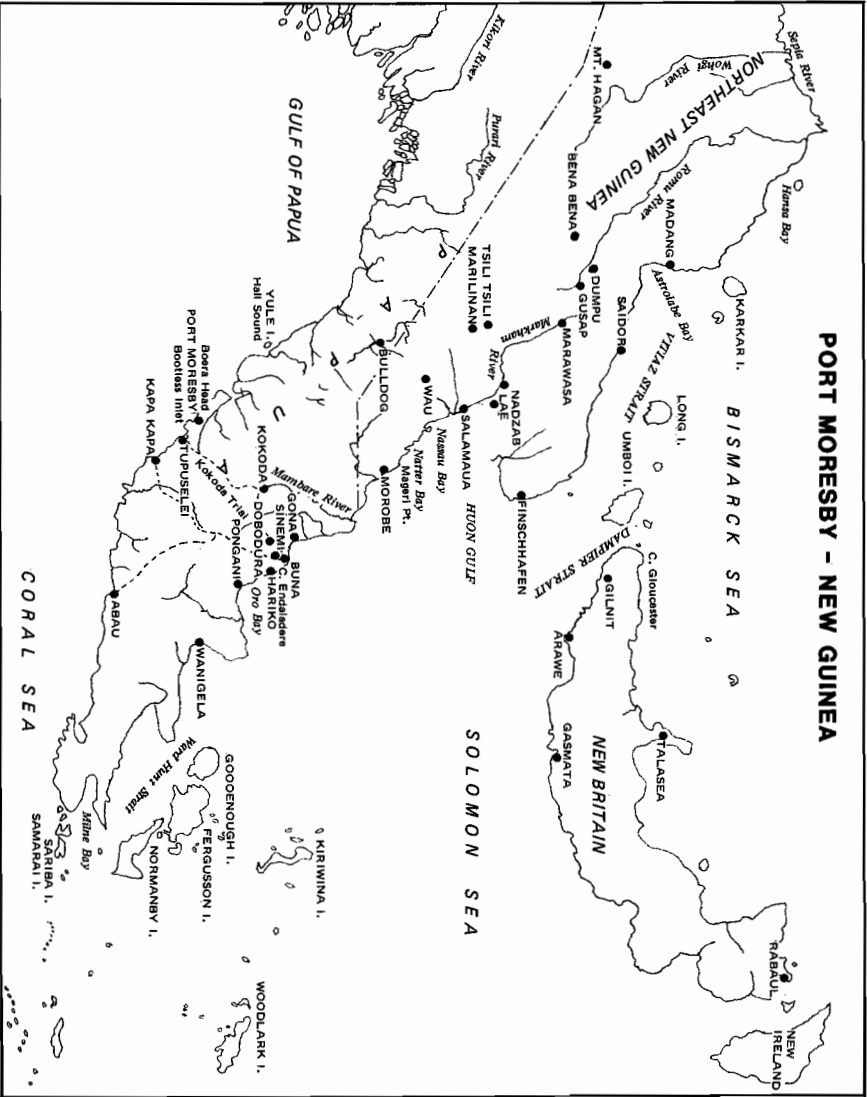 PORT MORESBY – NEW GUINEA
BISMARCK SEA
NEW
IRELAND
RABAUL
Sepia River
Hansa Bay
KARKAR I.
Astrolabe Bay
VITIAZ STRAIT
LONG I.
UMBOI I.
DAMPIER STRAIT
C. Gloucester
GILNIT
TALASEA
NEW BRITAIN
ARAWE
GASMATA
Wohgi
River
NORTHEAST NEW GUINEA
Romu
River
MADANG
MT. HAGAN
BENA BENA
DUMPU
GUSAP
SAIDOR
MARAWASA
Markham
River
TSILI TSILI
MARILINAN
NADZAB
LAE
FINSCHHAFEN
SALAMAUA
HUON GULF
SOLOMON SEA
WAU
Nassau Bay
Natter Bay
Mageri Pt.
MOROBE
Kikori River
Purari
River
BULLDOG
GULF OF PAPUA
YULE I.
Hall Sound
Boera Head
PORT MORESBY
Bootless Inlet
TUPUSELEI
KAPA KAPA
Kokoda Trial
KOKODA
Mambare River
GONA
BUNA
SINEMI
C. Endaiadere
DOBODURA
HARIKO
Oro Bay
PONGANI
ABAU
WANIGELA
CORAL SEA
Ward Hunt Strait
GOODENOUGH I.
FERGUSSON I.
NORMANBY I.
Milne Bay
SARIBA I.
SAMARAI I.
KIRIWINA I.
WOODLARK I.